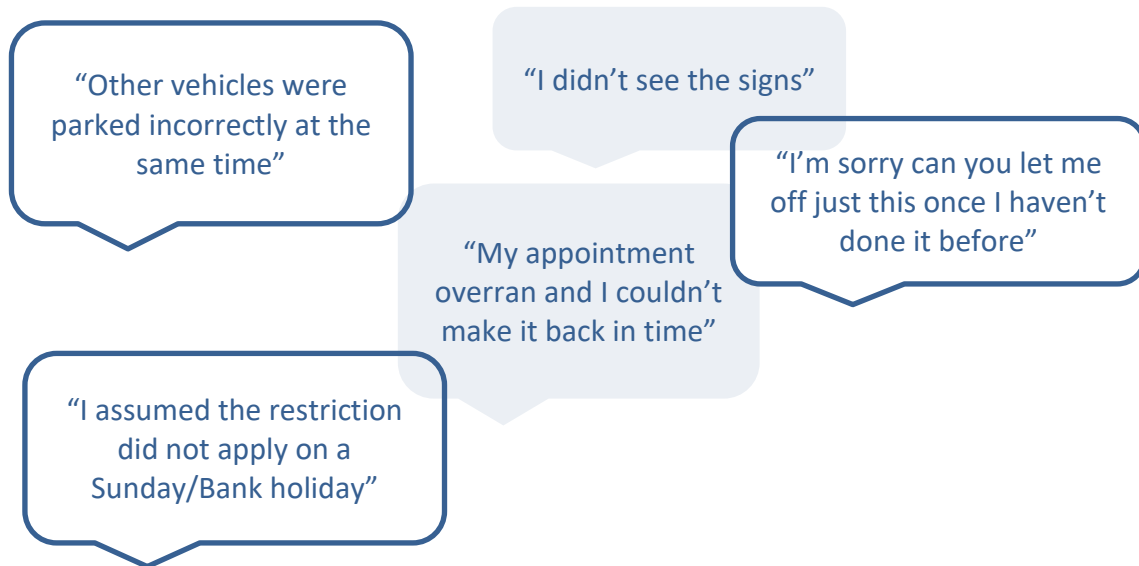 “Other vehicles were
parked incorrectly at the
same time”
“I didn’t see the signs”
“I’m sorry can you let me
off just this once I haven’t
done it before”
“My appointment
overran and I couldn’t
make it back in time”
“I assumed the restriction
did not apply on a
Sunday/Bank holiday”